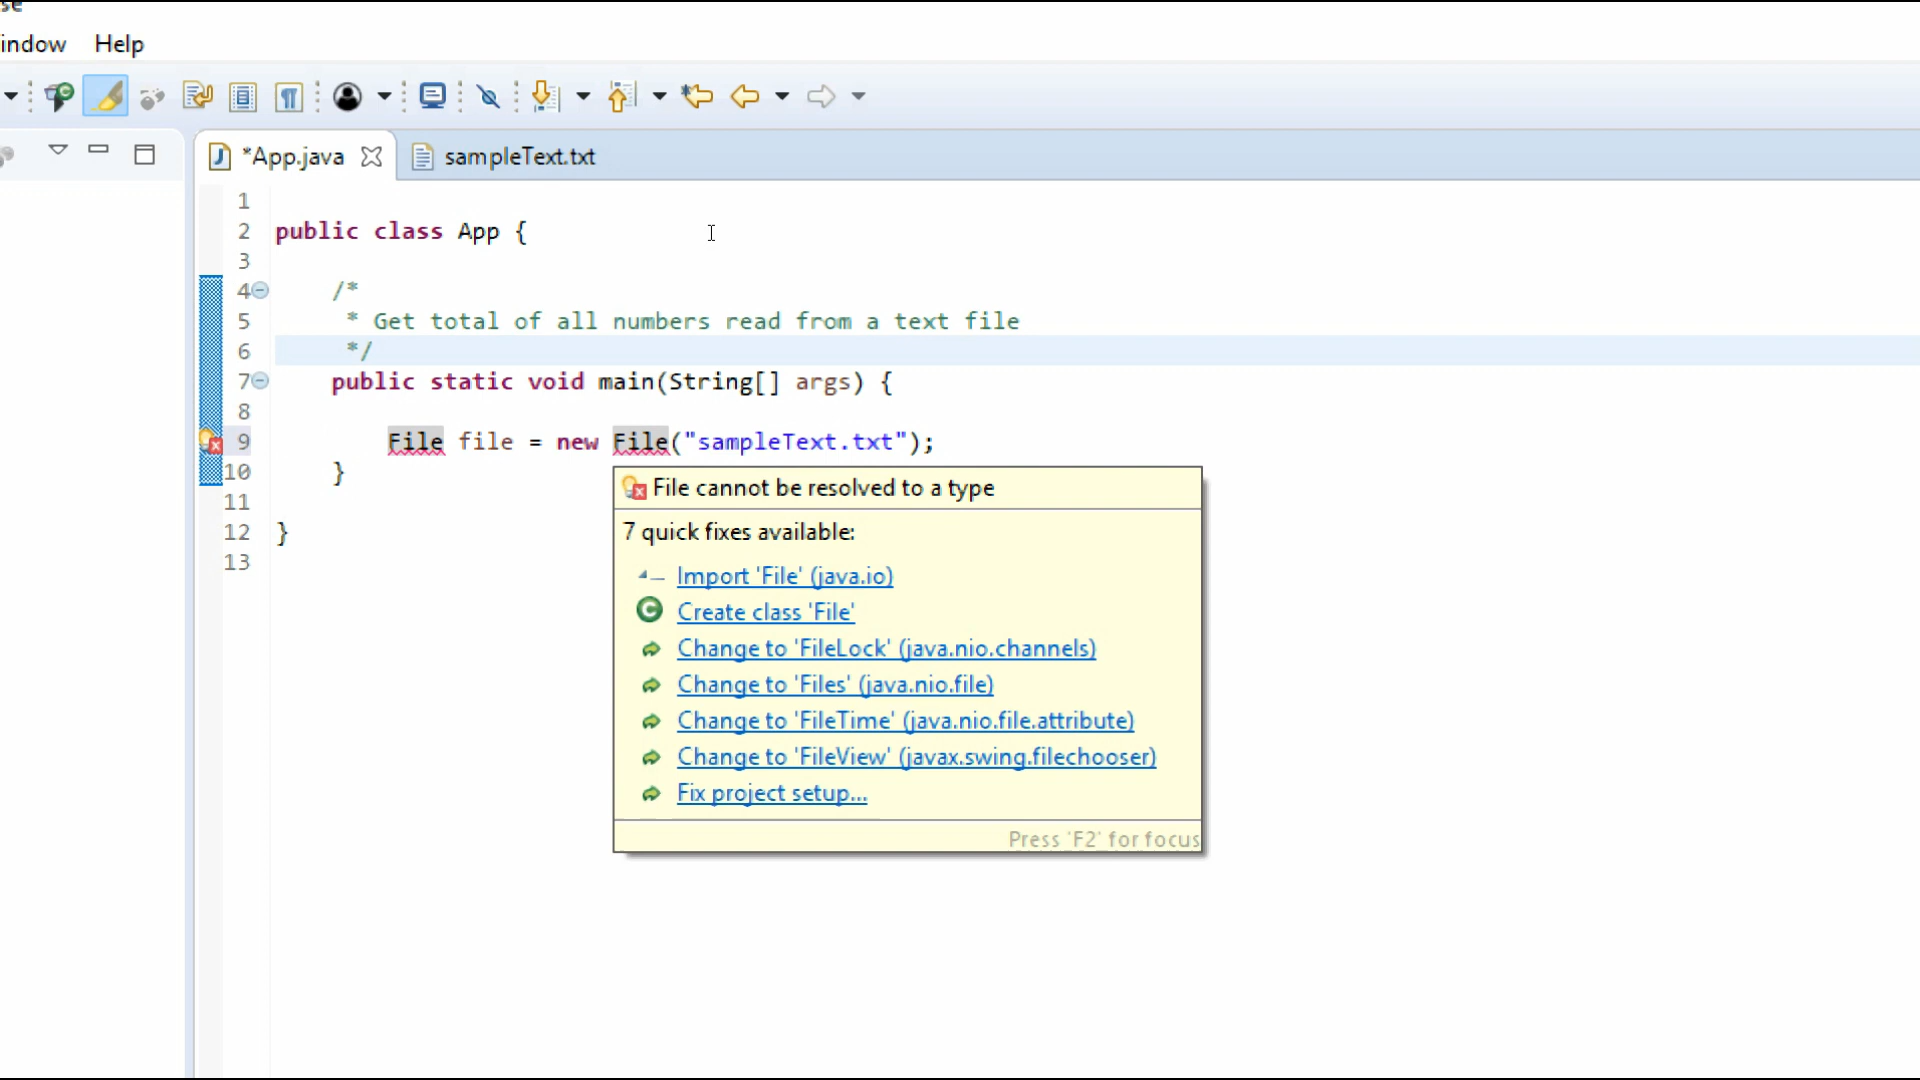 se
indow Help
*App.java sampleText.txt
1
2 public class App {
3
4 /*
5 * Get total of all numbers read from a text file
6 */
7 public static void main(String[] args) {
8
9 File file = new File("sampleText.txt");
10 }
11
12 }
13
File cannot be resolved to a type
7 quick fixes available:
Import 'File' (java.io)
Create class 'File'
Change to 'FileLock' (java.nio.channels)
Change to 'Files' (java.nio.file)
Change to 'FileTime' (java.nio.file.attribute)
Change to 'FileView' (javax.swing.filechooser)
Fix project setup...
Press 'F2' for focus